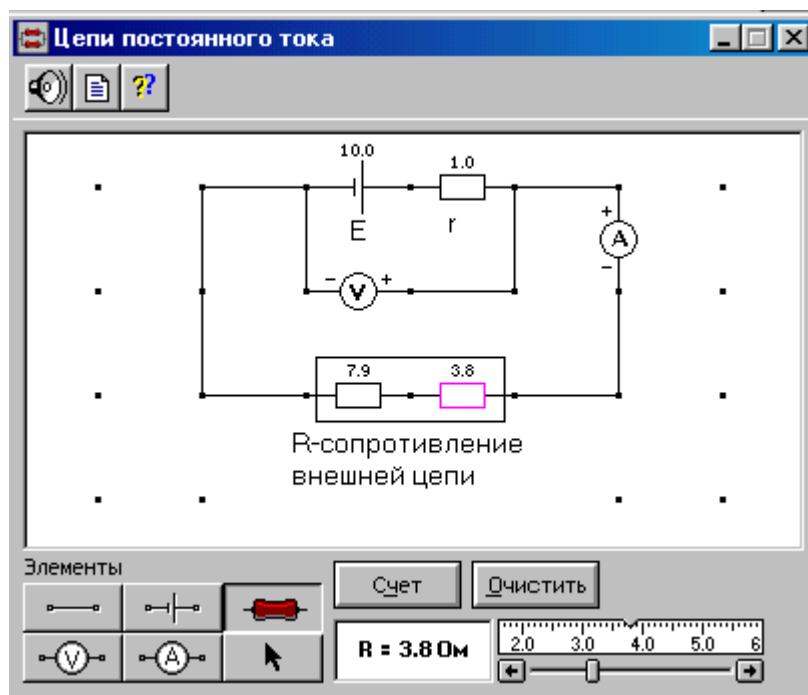 Цепи постоянного тока
??
10.0 1.0
E r
+
A
−
− V +
7.9 3.8
R-сопротивление
внешней цепи
Элементы
Счет Очистить
V A
R = 3.8 Ом
2.0 3.0 4.0 5.0 6